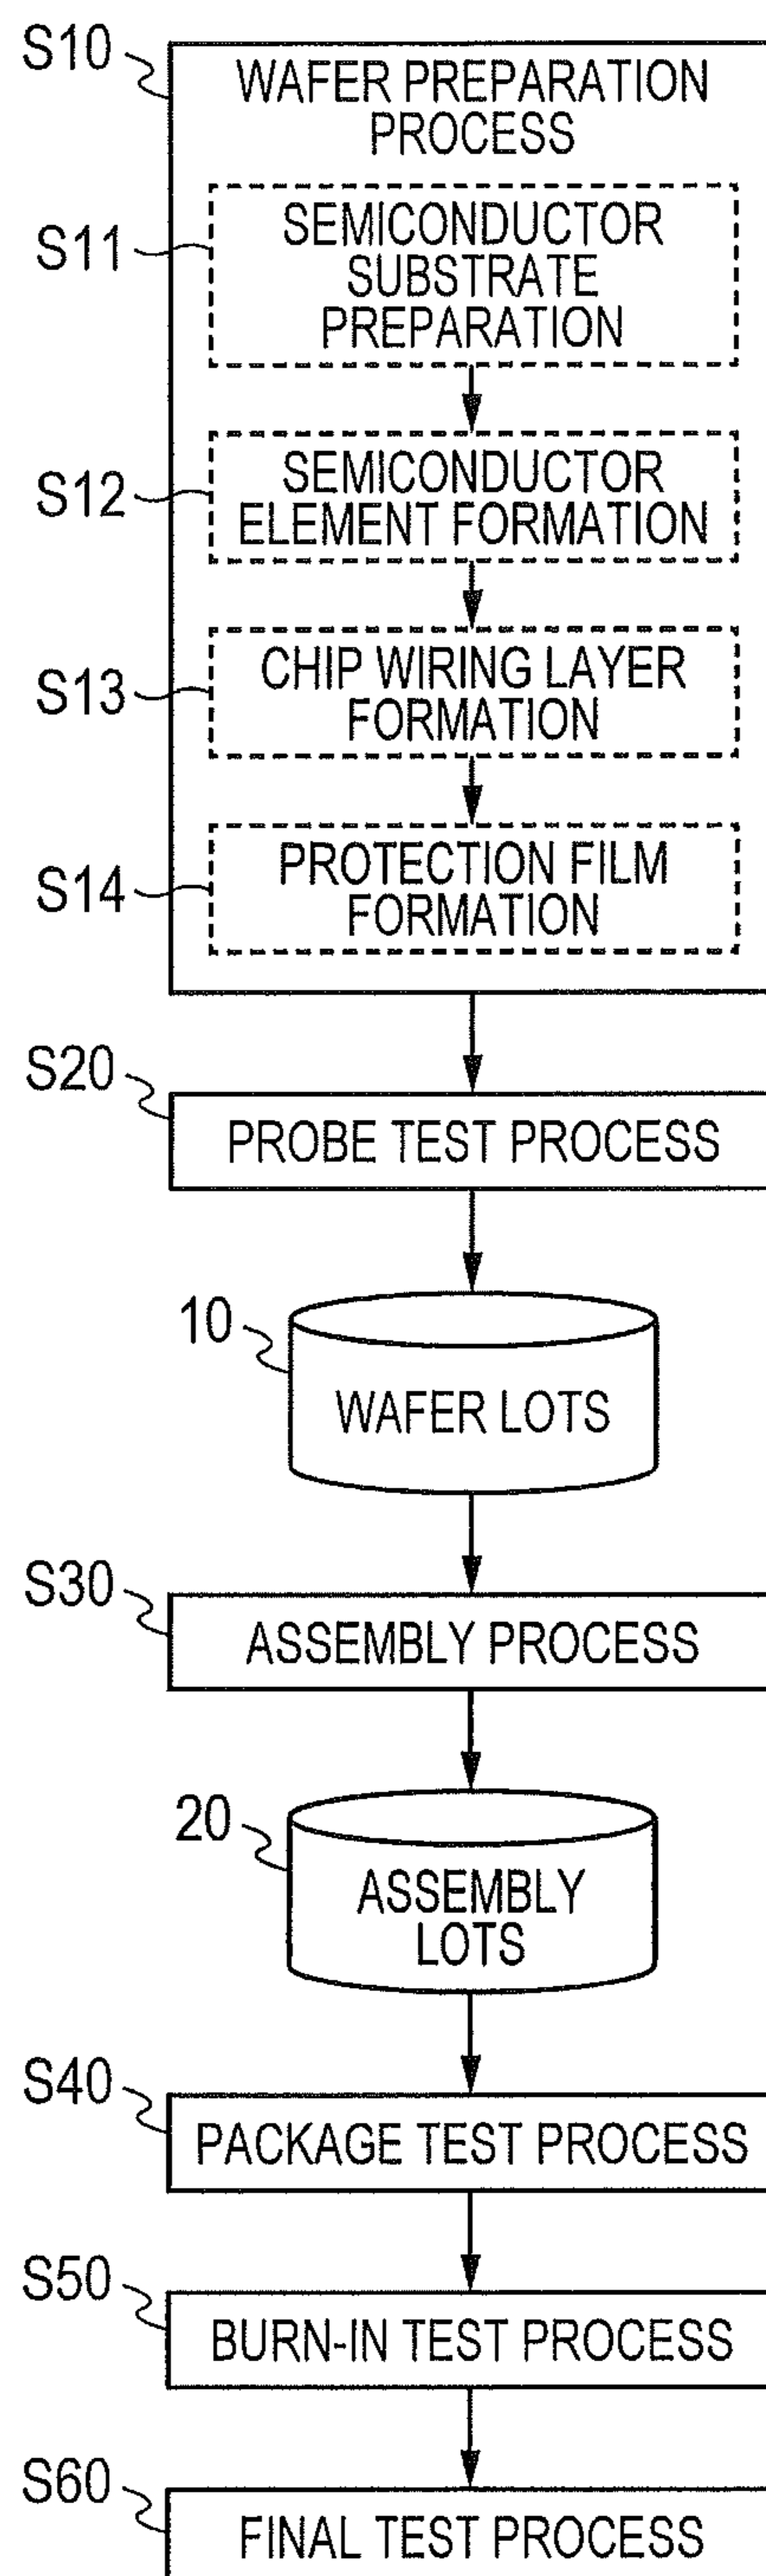 S10
WAFER PREPARATION
PROCESS
S11
SEMICONDUCTOR
SUBSTRATE
PREPARATION
S12
SEMICONDUCTOR
ELEMENT FORMATION
S13
CHIP WIRING LAYER
FORMATION
S14
PROTECTION FILM
FORMATION
S20
PROBE TEST PROCESS
10
WAFER LOTS
S30
ASSEMBLY PROCESS
20
ASSEMBLY
LOTS
S40
PACKAGE TEST PROCESS
S50
BURN-IN TEST PROCESS
S60
FINAL TEST PROCESS